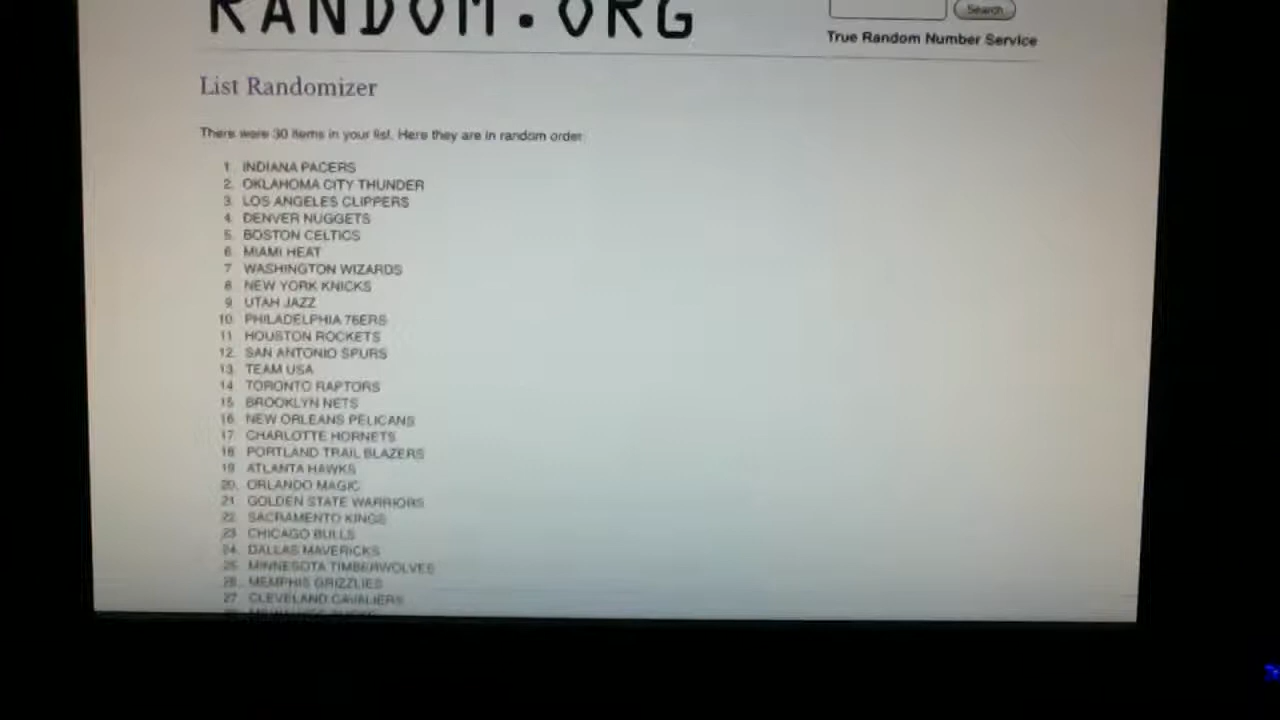 RANDOM.ORG
Search
True Random Number Service
List Randomizer
There were 30 items in your list. Here they are in random order:
1. INDIANA PACERS
2. OKLAHOMA CITY THUNDER
3. LOS ANGELES CLIPPERS
4. DENVER NUGGETS
5. BOSTON CELTICS
6. MIAMI HEAT
7. WASHINGTON WIZARDS
8. NEW YORK KNICKS
9. UTAH JAZZ
10. PHILADELPHIA 76ERS
11. HOUSTON ROCKETS
12. SAN ANTONIO SPURS
13. TEAM USA
14. TORONTO RAPTORS
15. BROOKLYN NETS
16. NEW ORLEANS PELICANS
17. CHARLOTTE HORNETS
18. PORTLAND TRAIL BLAZERS
19. ATLANTA HAWKS
20. ORLANDO MAGIC
21. GOLDEN STATE WARRIORS
22. SACRAMENTO KINGS
23. CHICAGO BULLS
24. DALLAS MAVERICKS
25. MINNESOTA TIMBERWOLVES
26. MEMPHIS GRIZZLIES
27. CLEVELAND CAVALIERS